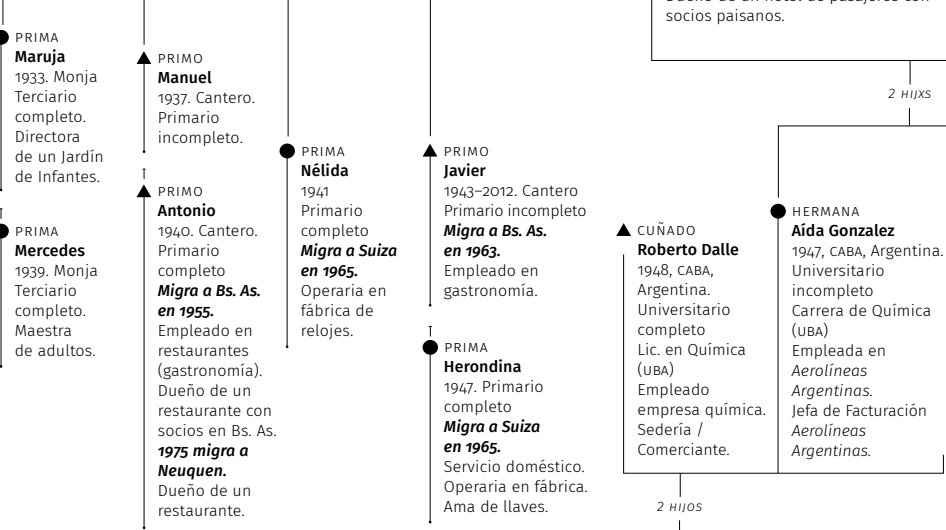 PRIMA
Maruja
1933. Monja
Terciario
completo.
Directora
de un Jardín
de Infantes.
PRIMA
Mercedes
1939. Monja
Terciario
completo.
Maestra
de adultos.
PRIMO
Manuel
1937. Cantero.
Primario
incompleto.
PRIMO
Antonio
1940. Cantero.
Primario
completo
Migra a Bs. As.
en 1955.
Empleado en
restaurantes
(gastronomía).
Dueño de un
restaurante con
socios en Bs. As.
1975 migra a
Neuquen.
Dueño de un
restaurante.
PRIMA
Nélida
1941
Primario
completo
Migra a Suiza
en 1965.
Operaria en
fábrica de
relojes.
PRIMO
Javier
1943–2012. Cantero
Primario incompleto
Migra a Bs. As.
en 1963.
Empleado en
gastronomía.
PRIMA
Herondina
1947. Primario
completo
Migra a Suiza
en 1965.
Servicio doméstico.
Operaria en fábrica.
Ama de llaves.
socios paisanos.
2 HIJXS
CUÑADO
Roberto Dalle
1948, CABA,
Argentina.
Universitario
completo
Lic. en Química
(UBA)
Empleado
empresa química.
Sedería /
Comerciante.
HERMANA
Aída Gonzalez
1947, CABA, Argentina.
Universitario
incompleto
Carrera de Química
(UBA)
Empleada en
Aerolíneas
Argentinas.
Jefa de Facturación
Aerolíneas
Argentinas.
2 HIJOS